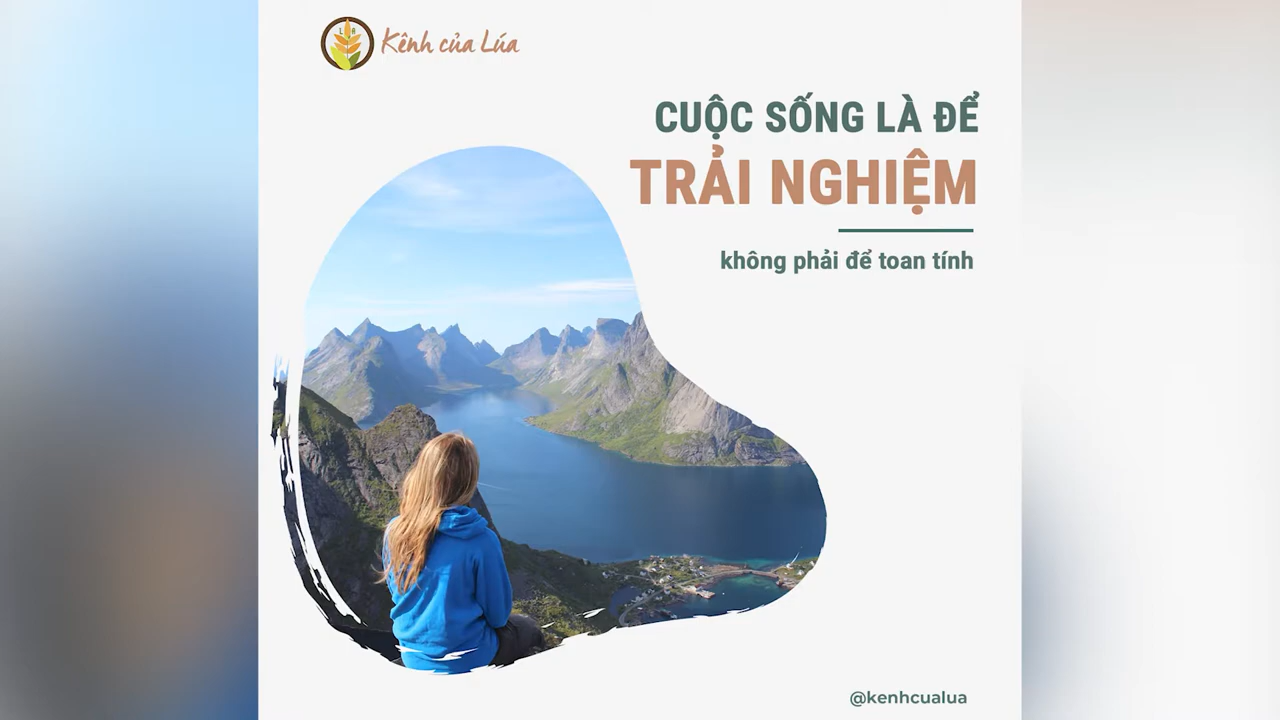 Kênh của Lúa
CUỘC SỐNG LÀ ĐỂ
TRẢI NGHIỆM
không phải để toan tính
@kenhcualua